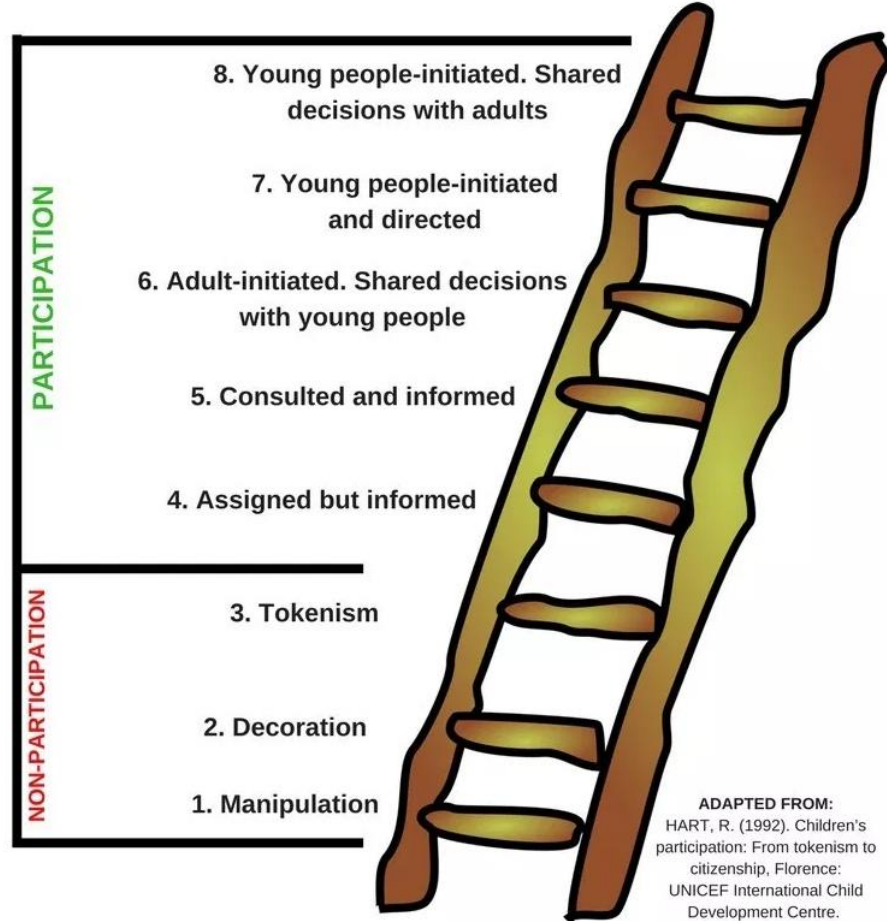 8. Young people-initiated. Shared
decisions with adults
7. Young people-initiated
and directed
6. Adult-initiated. Shared decisions
with young people
5. Consulted and informed
4. Assigned but informed
PARTICIPATION
3. Tokenism
2. Decoration
1. Manipulation
NON-PARTICIPATION
ADAPTED FROM:
HART, R. (1992). Children's
participation: From tokenism to
citizenship, Florence:
UNICEF International Child
Development Centre.